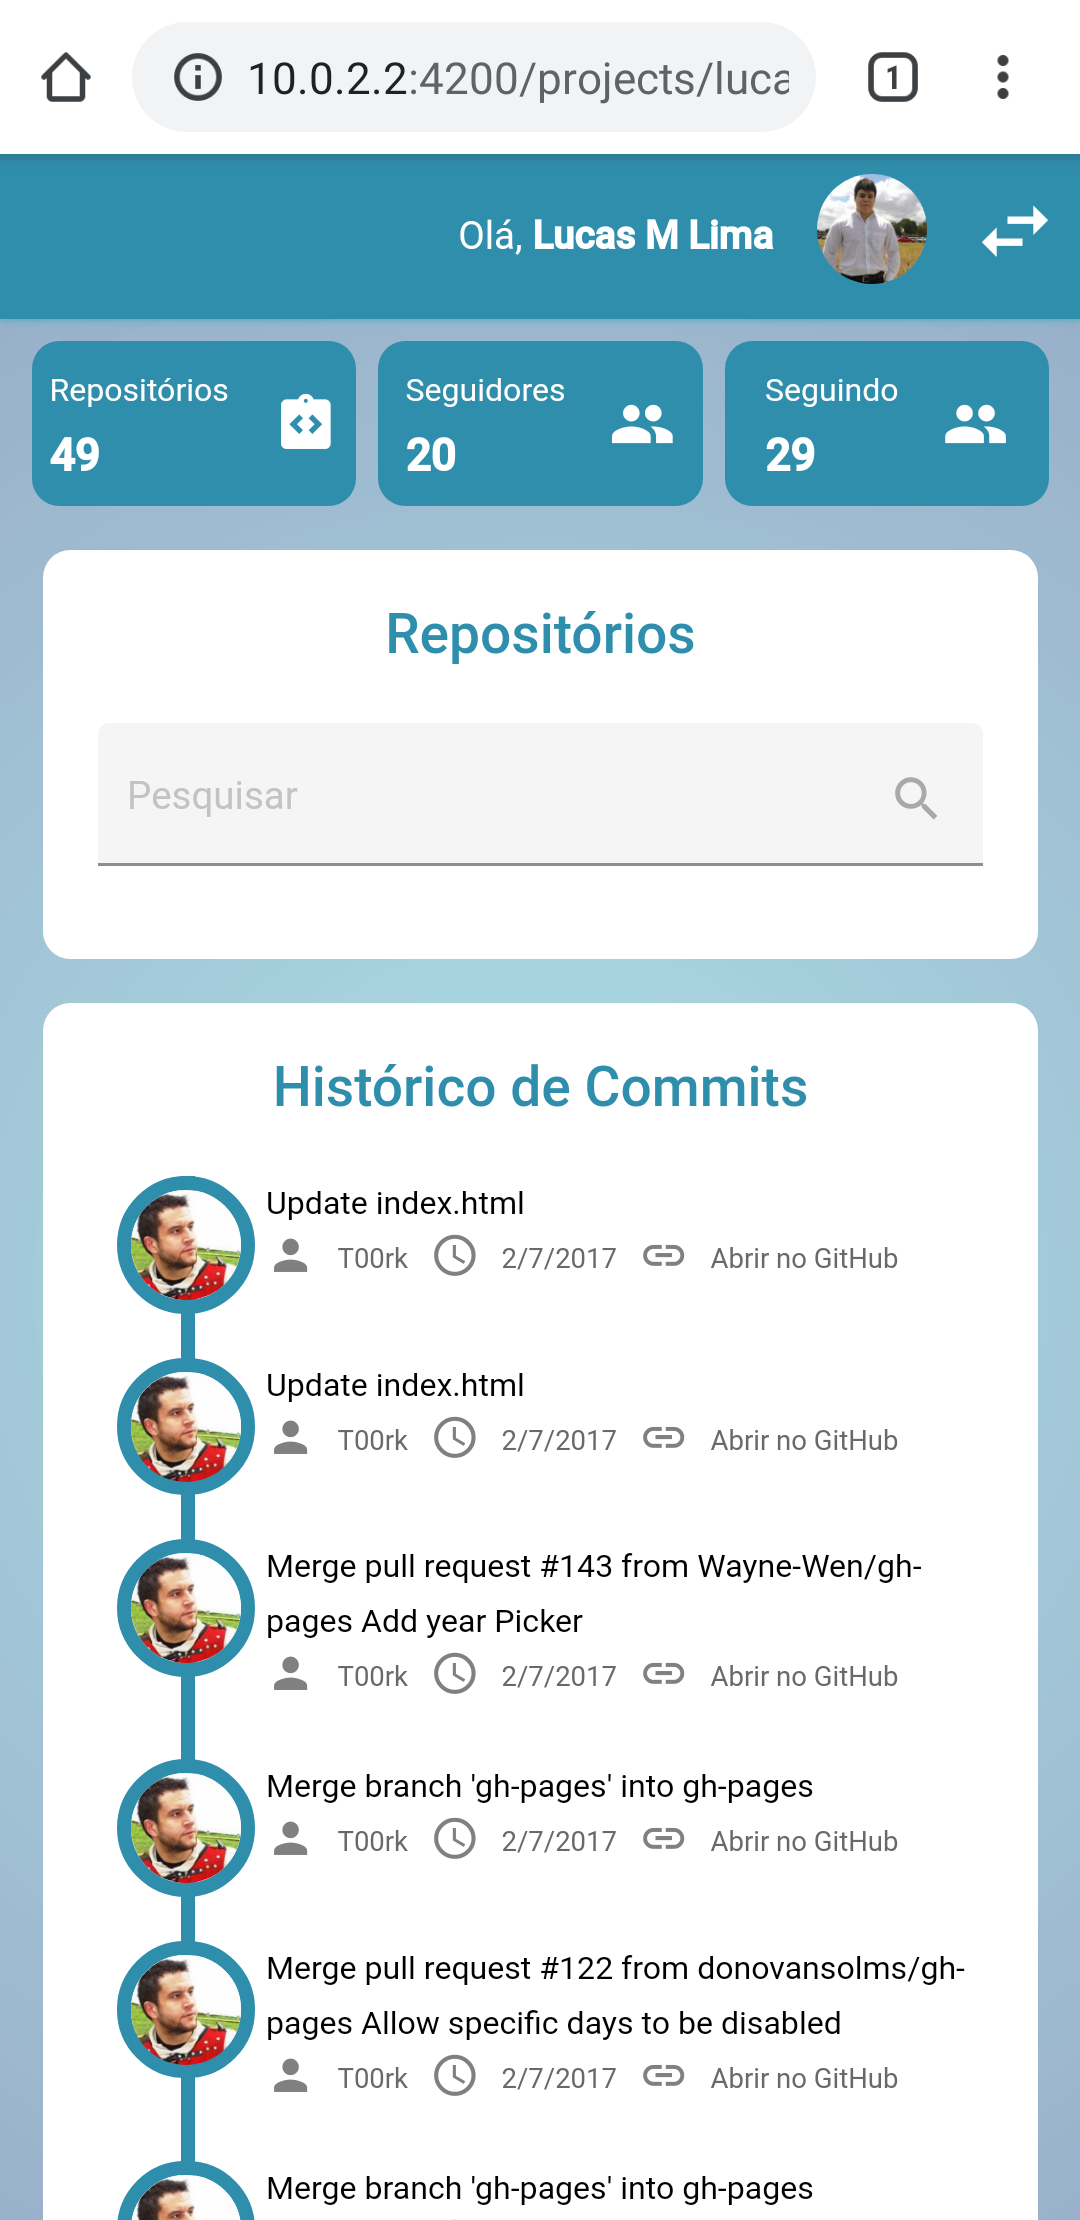 10.0.2.2:4200/projects/luca
1
Olá, Lucas M Lima
Repositórios
49
Seguidores
20
Seguindo
29
Repositórios
Pesquisar
Histórico de Commits
Update index.html
T00rk 2/7/2017 Abrir no GitHub
Update index.html
T00rk 2/7/2017 Abrir no GitHub
Merge pull request #143 from Wayne-Wen/gh-
pages Add year Picker
T00rk 2/7/2017 Abrir no GitHub
Merge branch 'gh-pages' into gh-pages
T00rk 2/7/2017 Abrir no GitHub
Merge pull request #122 from donovansolms/gh-
pages Allow specific days to be disabled
T00rk 2/7/2017 Abrir no GitHub
Merge branch 'gh-pages' into gh-pages